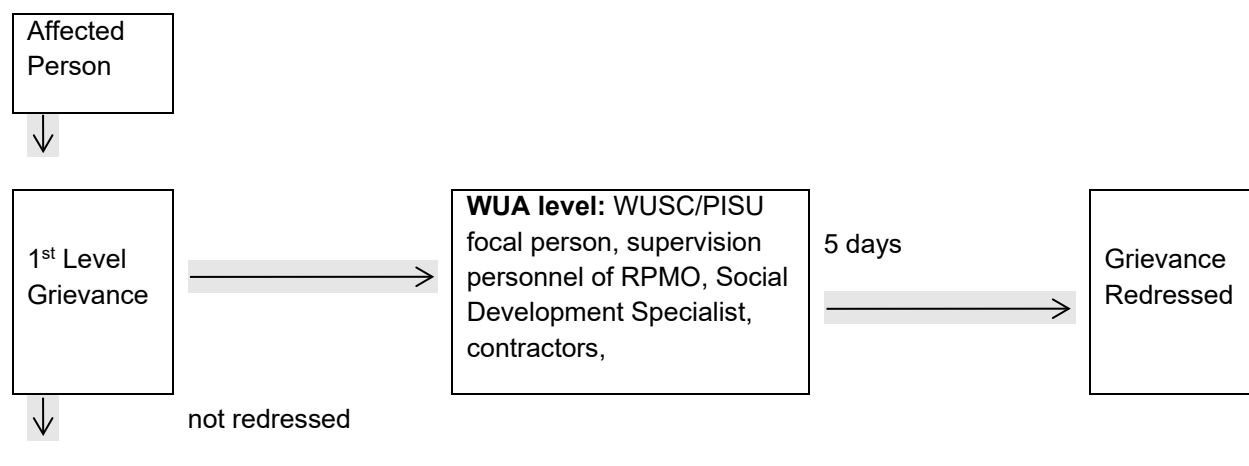 Affected
Person
1st Level
Grievance
WUA level: WUSC/PISU
focal person, supervision
personnel of RPMO, Social
Development Specialist,
contractors,
5 days
Grievance
Redressed
not redressed